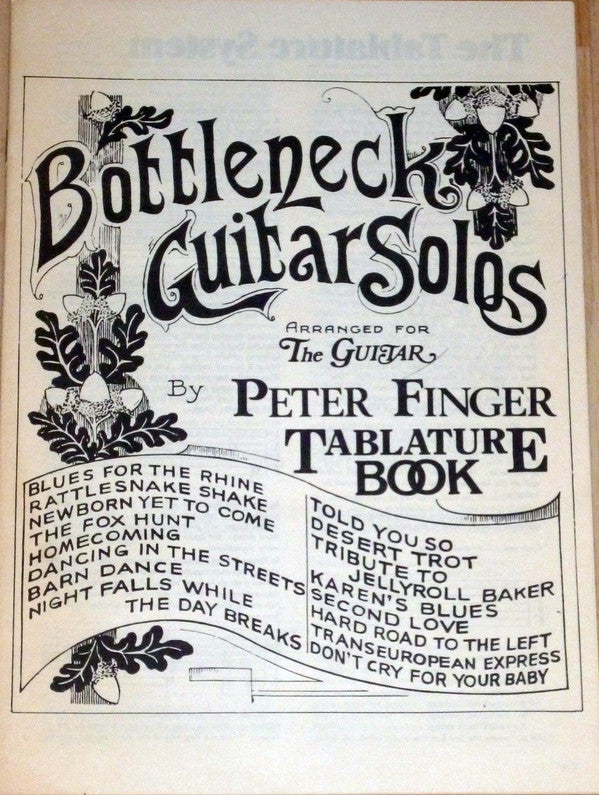 The Tablature System
Bottleneck
Guitar Solos
ARRANGED FOR
The GUITAR
By PETER FINGER
TABLATURE
BOOK
BLUES FOR THE RHINE
RATTLESNAKE SHAKE
NEWBORN YET TO COME
THE FOX HUNT
HOMECOMING
DANCING IN THE STREETS
BARN DANCE
NIGHT FALLS WHILE
THE DAY BREAKS
TOLD YOU SO
DESERT TROT
TRIBUTE TO
JELLYROLL BAKER
KAREN'S BLUES
SECOND LOVE
HARD ROAD TO THE LEFT
TRANSEUROPEAN EXPRESS
DON'T CRY FOR YOUR BABY